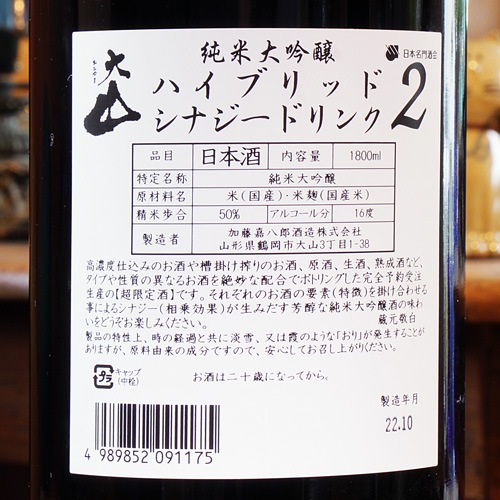 純米大吟醸
日本名門酒会
大山
ハイブリッド
シナジードリンク 2
品目 日本酒 内容量 1800ml
特定名称 純米大吟醸
原材料名 米(国産)・米麹(国産米)
精米歩合 50% アルコール分 16度
製造者 加藤嘉八郎酒造株式会社
山形県鶴岡市大山3丁目1-38
高濃度仕込みのお酒や槽掛け搾りのお酒、原酒、生酒、熟成酒など、
タイプや性質の異なるお酒を絶妙な配合でボトリングした完全予約受注
生産の【超限定酒】です。それぞれのお酒の要素(特徴)を掛け合わせる
事によるシナジー(相乗効果)が生みだす芳醇な純米大吟醸酒の味わ
いをどうぞお楽しみください。 蔵元敬白
製品の特性上、時の経過と共に淡雪、又は霞のような「おり」が発生することが
ありますが、原料由来の成分ですので、安心してお召し上がりください。
キャップ
(中栓)
お酒は二十歳になってから。
製造年月
22.10
4 989852 091175